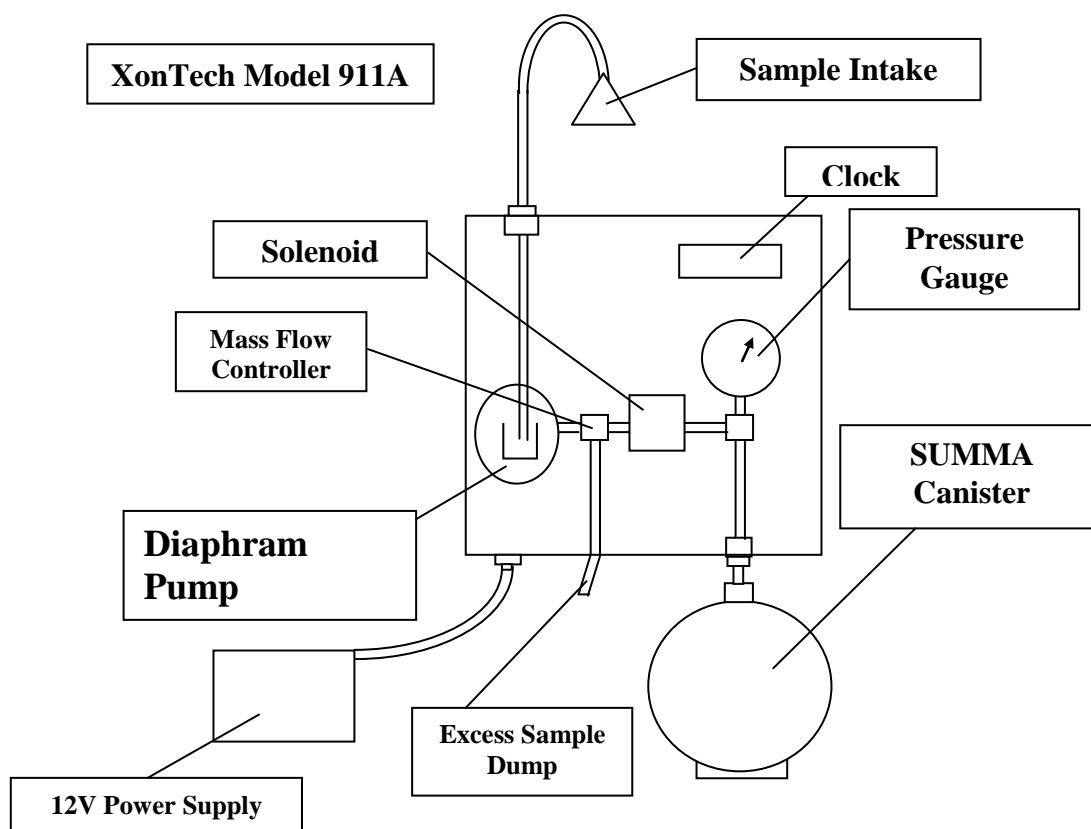 XonTech Model 911A
Sample Intake
Clock
Solenoid
Pressure
Gauge
Mass Flow
Controller
SUMMA
Canister
Diaphram
Pump
Excess Sample
Dump
12V Power Supply